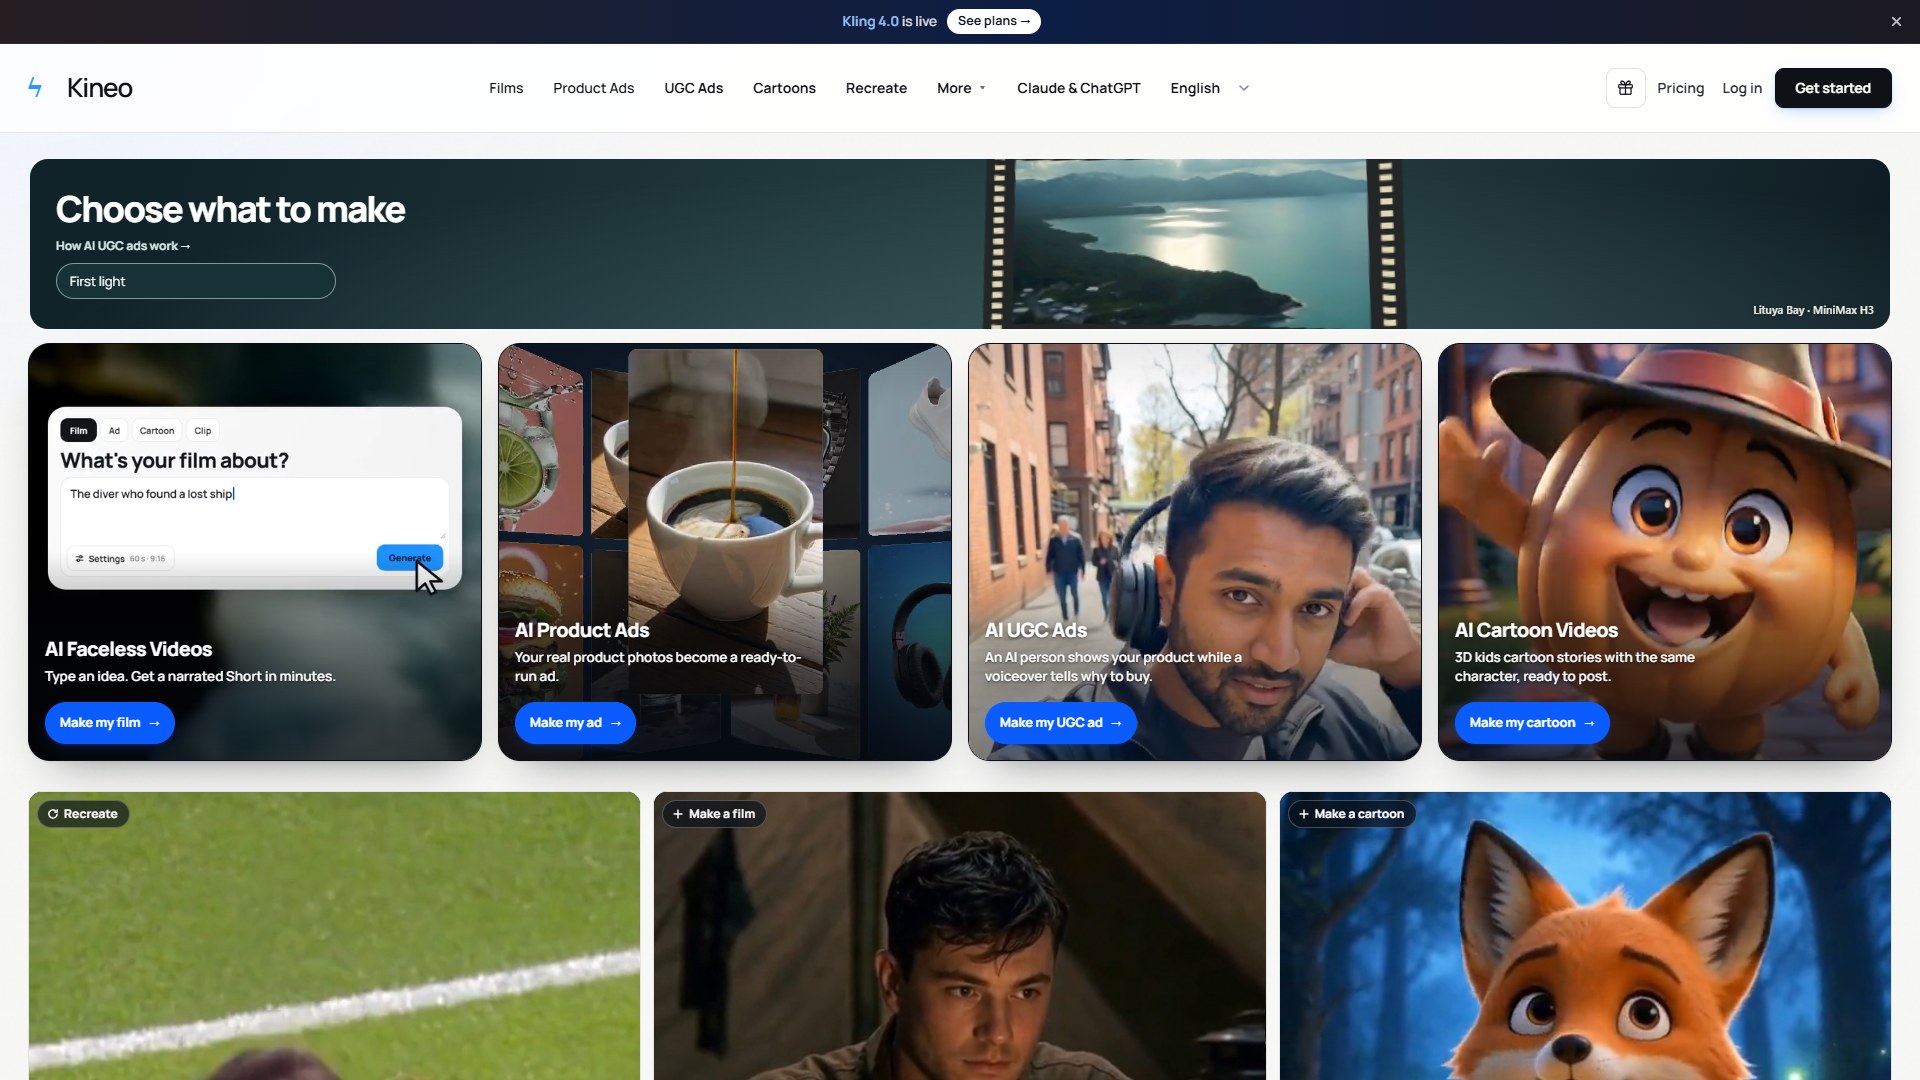 Kling 4.0 is live See plans →
Kineo
Films Product Ads UGC Ads Cartoons Recreate More Claude & ChatGPT English
Pricing Log in Get started
Choose what to make
How AI UGC ads work →
First light
Lituya Bay · MiniMax H3
Film Ad Cartoon Clip
What's your film about?
The diver who found a lost ship
Settings 60s · 9:16
Generate
AI Faceless Videos
Type an idea. Get a narrated Short in minutes.
Make my film →
AI Product Ads
Your real product photos become a ready-to-
run ad.
Make my ad →
AI UGC Ads
An AI person shows your product while a
voiceover tells why to buy.
Make my UGC ad →
AI Cartoon Videos
3D kids cartoon stories with the same
character, ready to post.
Make my cartoon →
Recreate
Make a film
Make a cartoon